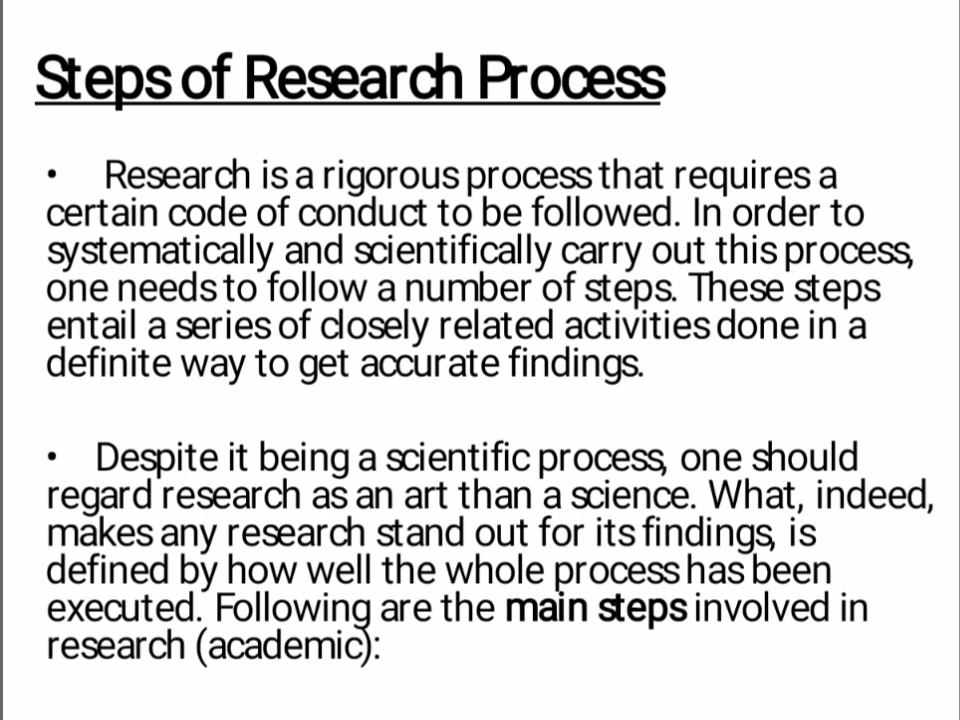 Steps of Research Process
• Research is a rigorous process that requires a
certain code of conduct to be followed. In order to
systematically and scientifically carry out this process,
one needs to follow a number of steps. These steps
entail a series of closely related activities done in a
definite way to get accurate findings.
• Despite it being a scientific process, one should
regard research as an art than a science. What, indeed,
makes any research stand out for its findings, is
defined by how well the whole process has been
executed. Following are the main steps involved in
research (academic):